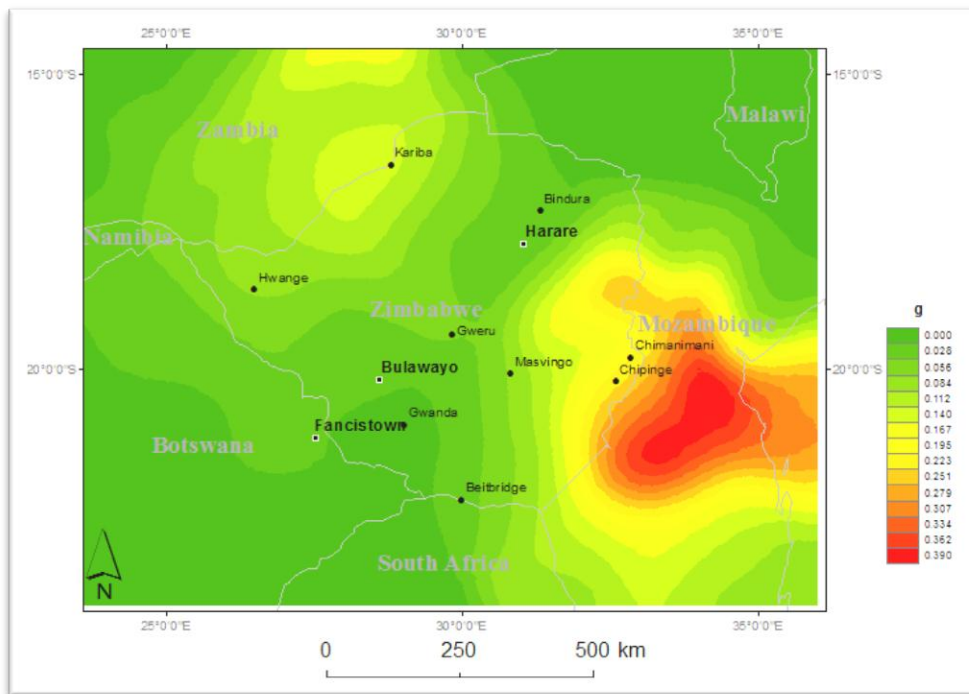 25°0'0"E 30°0'0"E 35°0'0"E
15°0'0"S 15°0'0"S
Malawi
Zambia
Kariba
Bindura
Harare
Namibia
Hwange
Zimbabwe
Mozambique
Gweru
Chimanimani
Masvingo
20°0'0"S 20°0'0"S
Bulawayo
Chipinge
Gwanda
Fancistown
Botswana
Beitbridge
South Africa
N
25°0'0"E 30°0'0"E 35°0'0"E
0 250 500 km
g
0.000
0.028
0.056
0.084
0.112
0.140
0.167
0.195
0.223
0.251
0.279
0.307
0.334
0.362
0.390